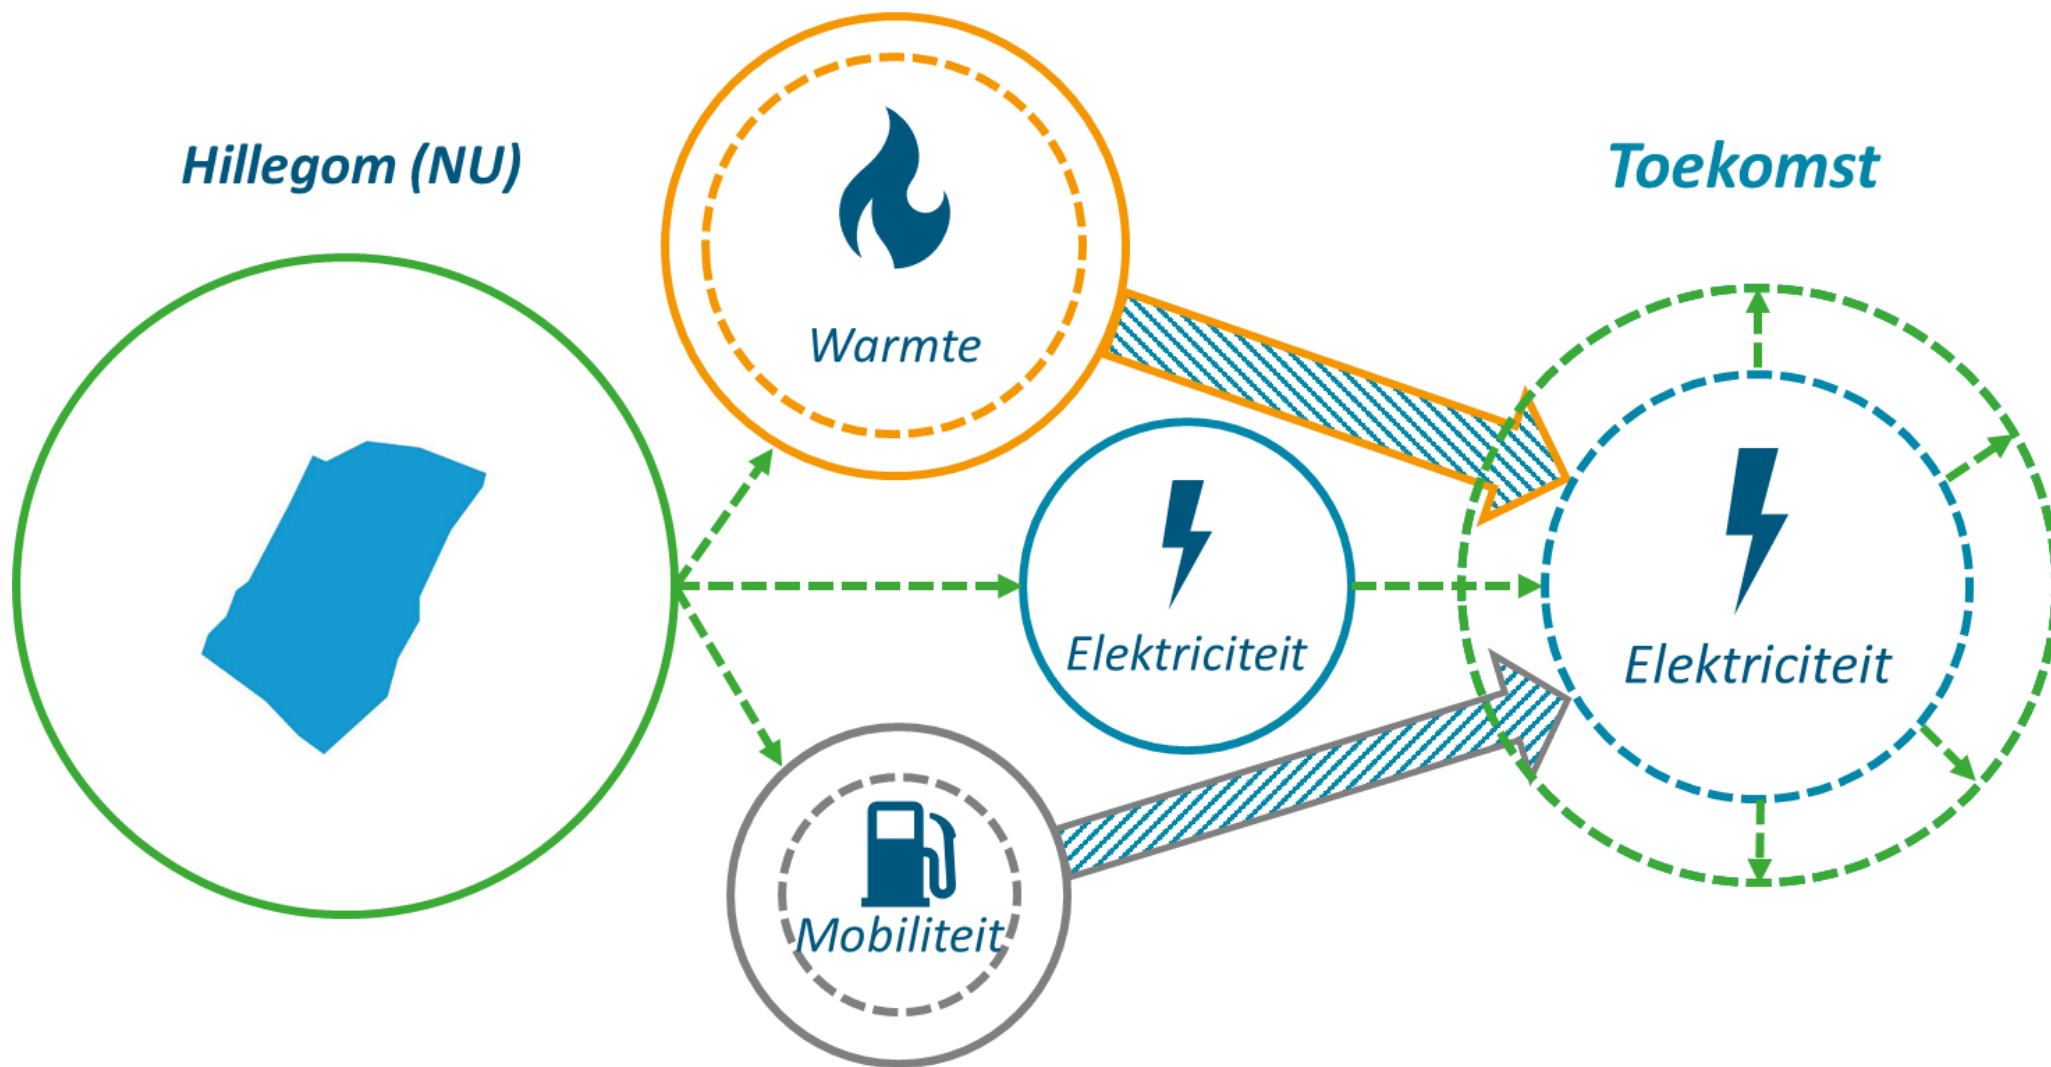 Hillegom (NU)
Warmte
Elektriciteit
Mobiliteit
Toekomst
Elektriciteit